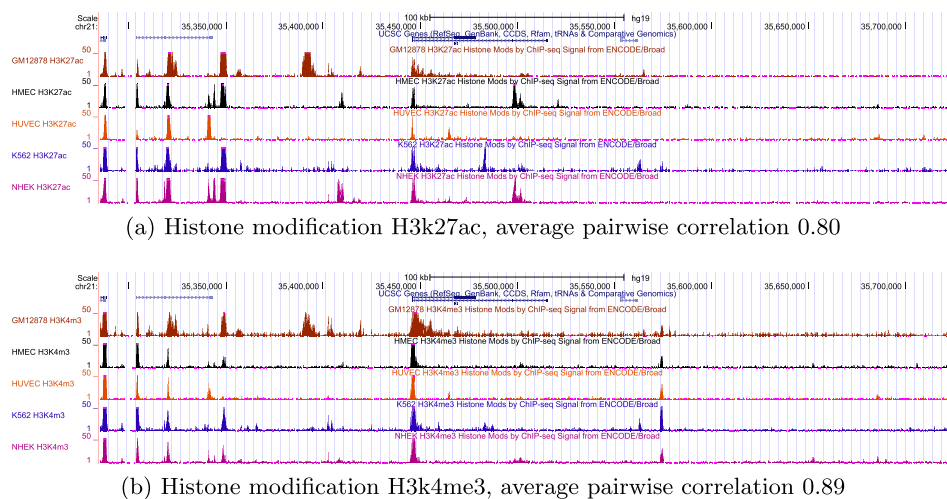 Scale 100 kb hg19
chr21: 35,350,000 35,400,000 35,450,000 35,500,000 35,550,000 35,600,000 35,650,000 35,700,000
UCSC Genes (RefSeq, GenBank, CCDS, Rfam, tRNAs & Comparative Genomics)
GM12878 Histone Mods by ChIP-seq Signal from ENCODE/Broad
50
GM12878 H3K27ac
1
HMEC H3K27ac Histone Mods by ChIP-seq Signal from ENCODE/Broad
50
HMEC H3K27ac
1
HUVEC H3K27ac Histone Mods by ChIP-seq Signal from ENCODE/Broad
50
HUVEC H3K27ac
1
K562 H3K27ac Histone Mods by ChIP-seq Signal from ENCODE/Broad
50
K562 H3K27ac
1
NHEK H3K27ac Histone Mods by ChIP-seq Signal from ENCODE/Broad
50
NHEK H3K27ac
1
(a) Histone modification H3k27ac, average pairwise correlation 0.80
Scale 100 kb hg19
chr21: 35,350,000 35,400,000 35,450,000 35,500,000 35,550,000 35,600,000 35,650,000 35,700,000
UCSC Genes (RefSeq, GenBank, CCDS, Rfam, tRNAs & Comparative Genomics)
GM12878 H3K4me3 Histone Mods by ChIP-seq Signal from ENCODE/Broad
50
GM12878 H3K4m3
1
HMEC H3K4me3 Histone Mods by ChIP-seq Signal from ENCODE/Broad
50
HMEC H3K4m3
1
HUVEC H3K4me3 Histone Mods by ChIP-seq Signal from ENCODE/Broad
50
HUVEC H3K4m3
1
K562 H3K4me3 Histone Mods by ChIP-seq Signal from ENCODE/Broad
50
K562 H3K4m3
1
NHEK H3K4me3 Histone Mods by ChIP-seq Signal from ENCODE/Broad
50
NHEK H3K4m3
1
(b) Histone modification H3k4me3, average pairwise correlation 0.89